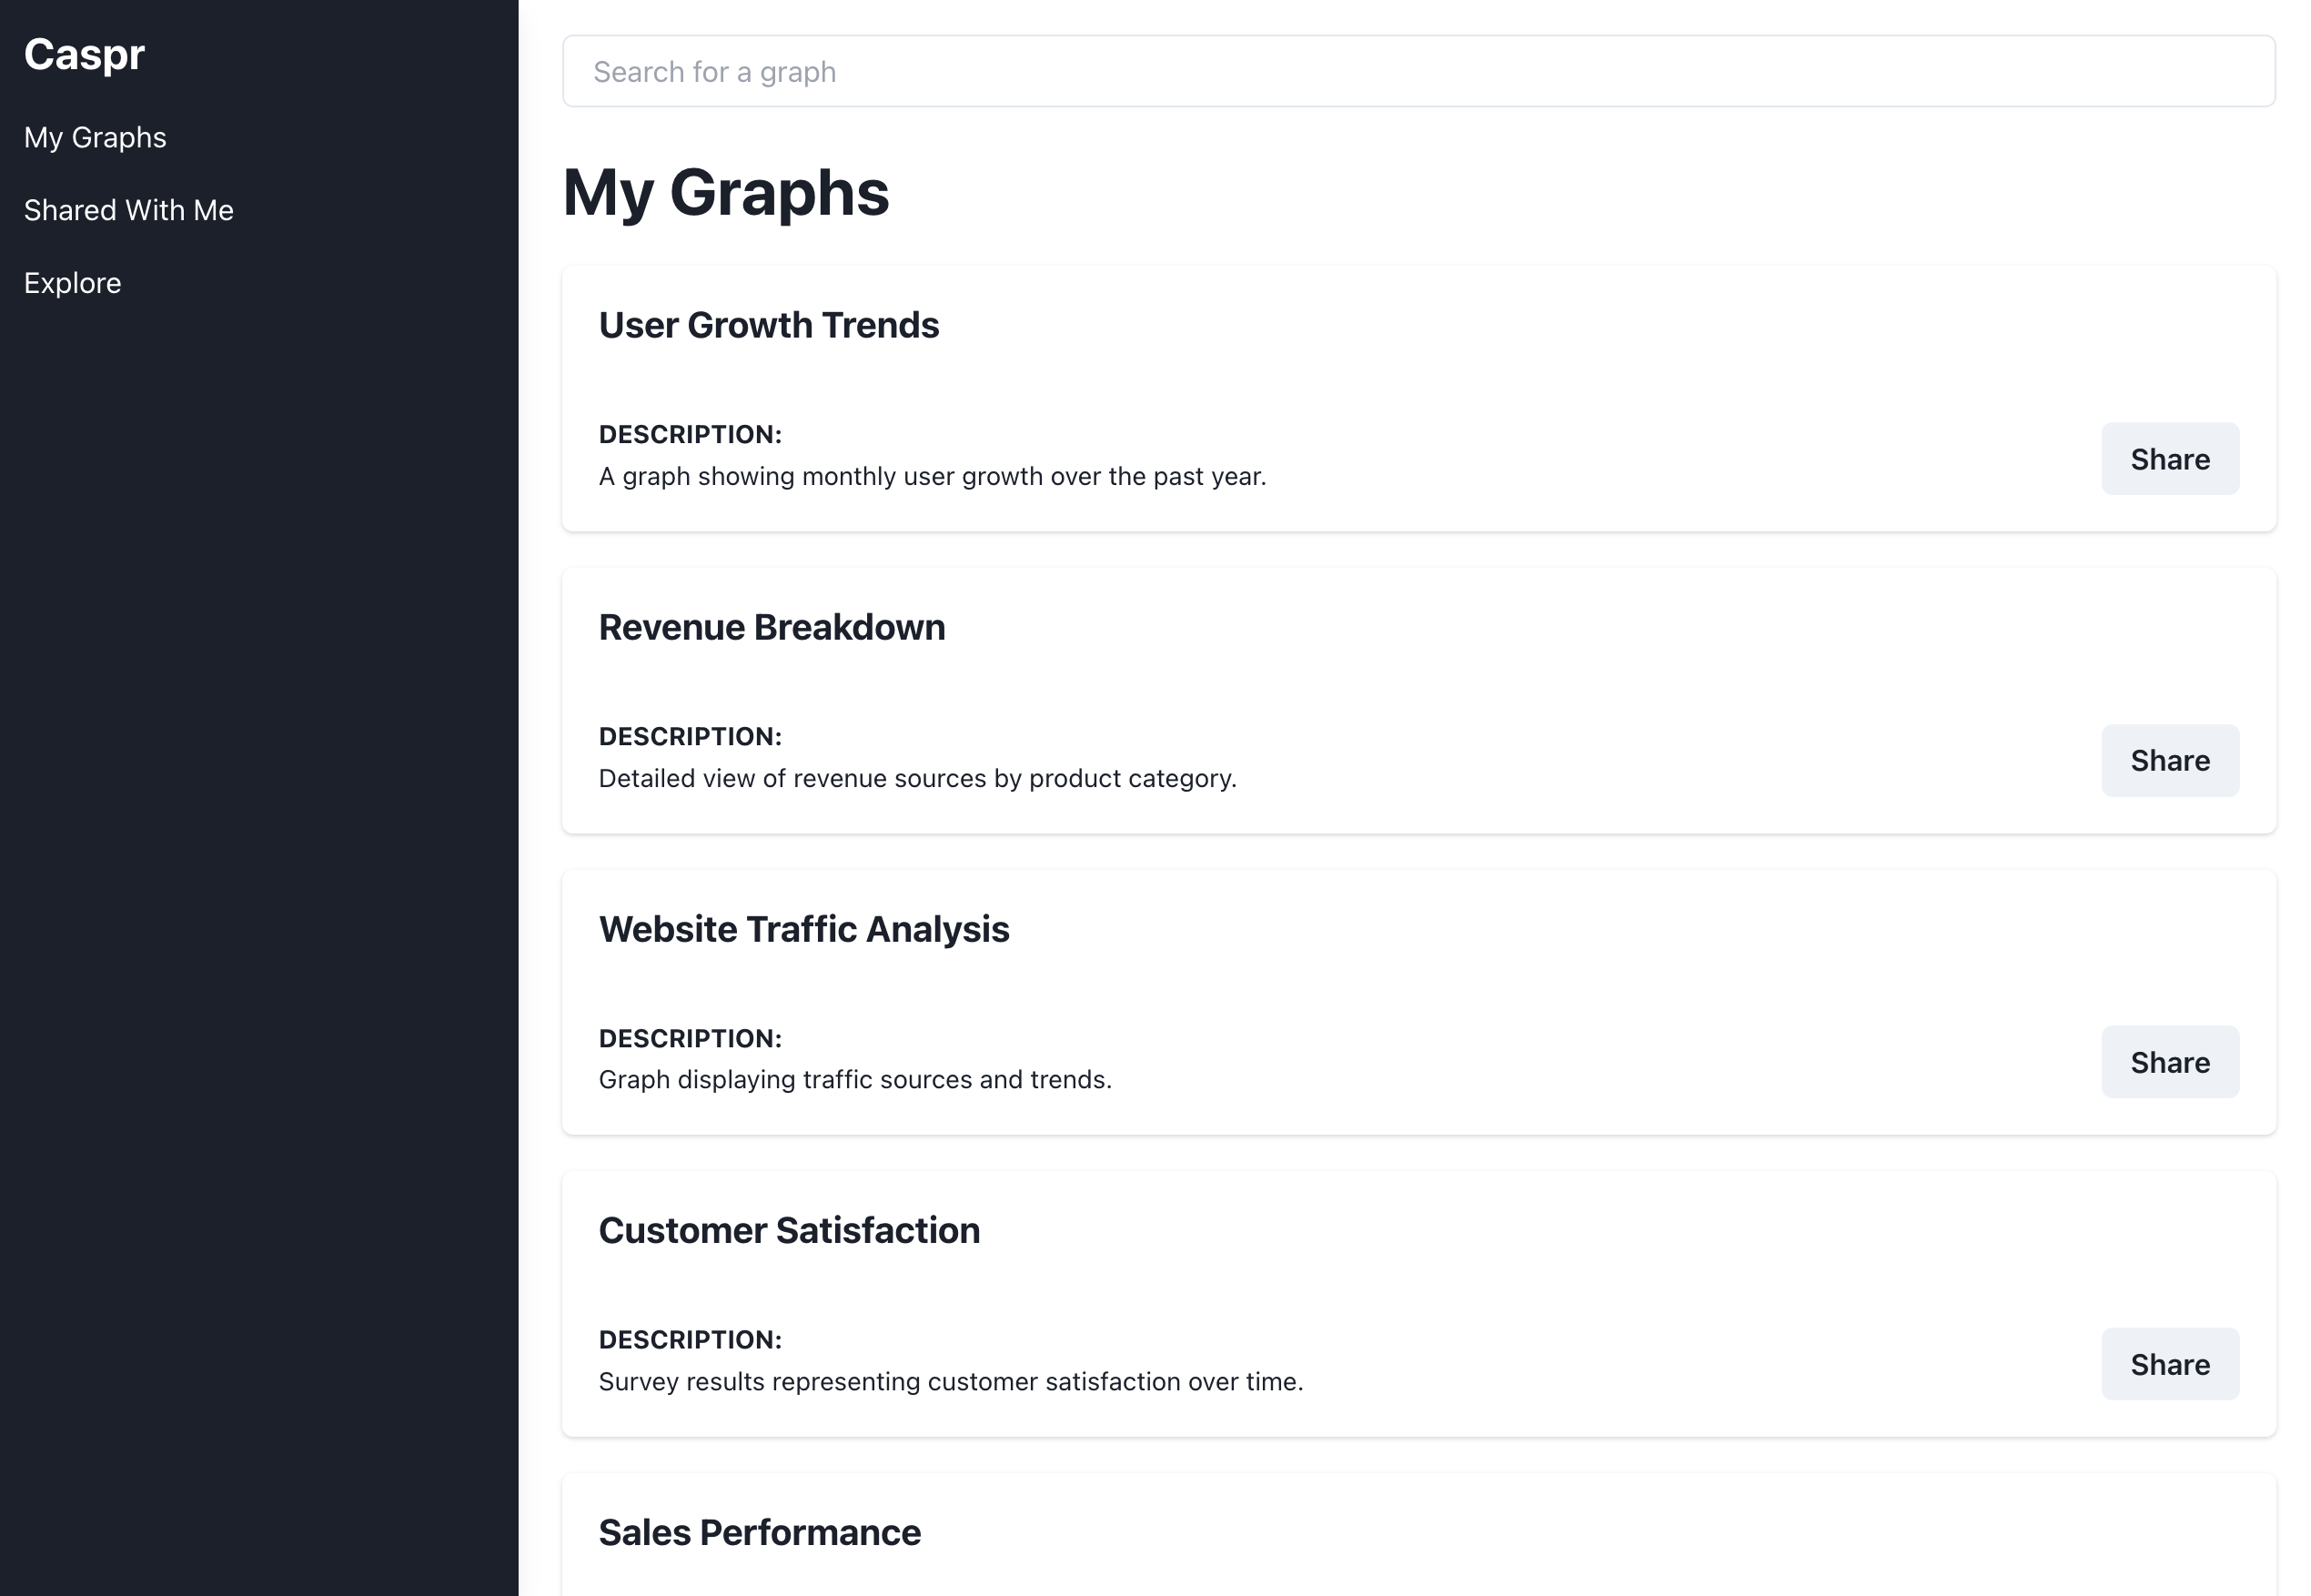 Caspr
My Graphs
Shared With Me
Explore
Search for a graph
My Graphs
User Growth Trends
DESCRIPTION:
A graph showing monthly user growth over the past year.
Share
Revenue Breakdown
DESCRIPTION:
Detailed view of revenue sources by product category.
Share
Website Traffic Analysis
DESCRIPTION:
Graph displaying traffic sources and trends.
Share
Customer Satisfaction
DESCRIPTION:
Survey results representing customer satisfaction over time.
Share
Sales Performance